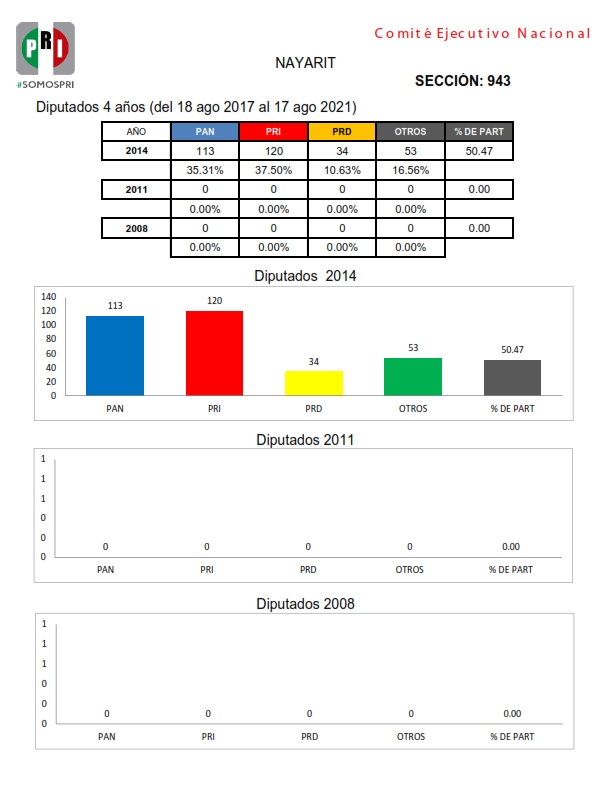 Comité Ejecutivo Nacional
PRI
#SOMOSPRI
NAYARIT
SECCIÓN: 943
Diputados 4 años (del 18 ago 2017 al 17 ago 2021)
AÑO PAN PRI PRD OTROS % DE PART
2014 113 120 34 53 50.47
35.31% 37.50% 10.63% 16.56%
2011 0 0 0 0 0.00
0.00% 0.00% 0.00% 0.00%
2008 0 0 0 0 0.00
0.00% 0.00% 0.00% 0.00%
Diputados 2014
140
120
100
80
60
40
20
0
113 120 34 53 50.47
PAN PRI PRD OTROS % DE PART
Diputados 2011
1
1
1
0
0
0
0 0 0 0 0.00
PAN PRI PRD OTROS % DE PART
Diputados 2008
1
1
1
0
0
0
0 0 0 0 0.00
PAN PRI PRD OTROS % DE PART